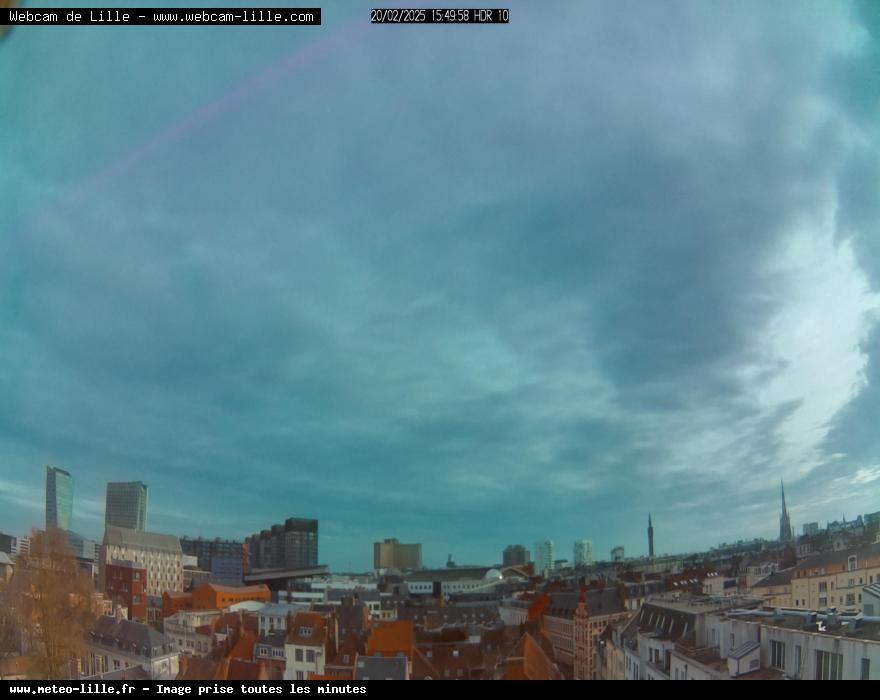 Webcam de Lille - www.webcam-lille.com
20/02/2025 15:49:58 HDR 10
www.meteo-lille.fr - Image prise toutes les minutes